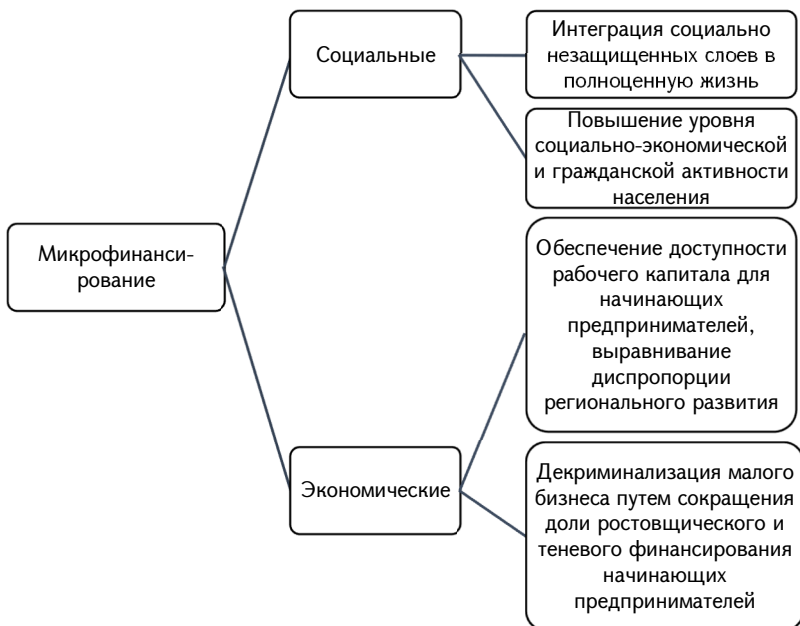 Социальные
Интеграция социально
незащищенных слоев в
полноценную жизнь
Повышение уровня
социально-экономической
и гражданской активности
населения
Микрофинанси-
рование
Обеспечение доступности
рабочего капитала для
начинающих
предпринимателей,
выравнивание
диспропорции
регионального развития
Экономические
Декриминализация малого
бизнеса путем сокращения
доли ростовщического и
теневого финансирования
начинающих
предпринимателей